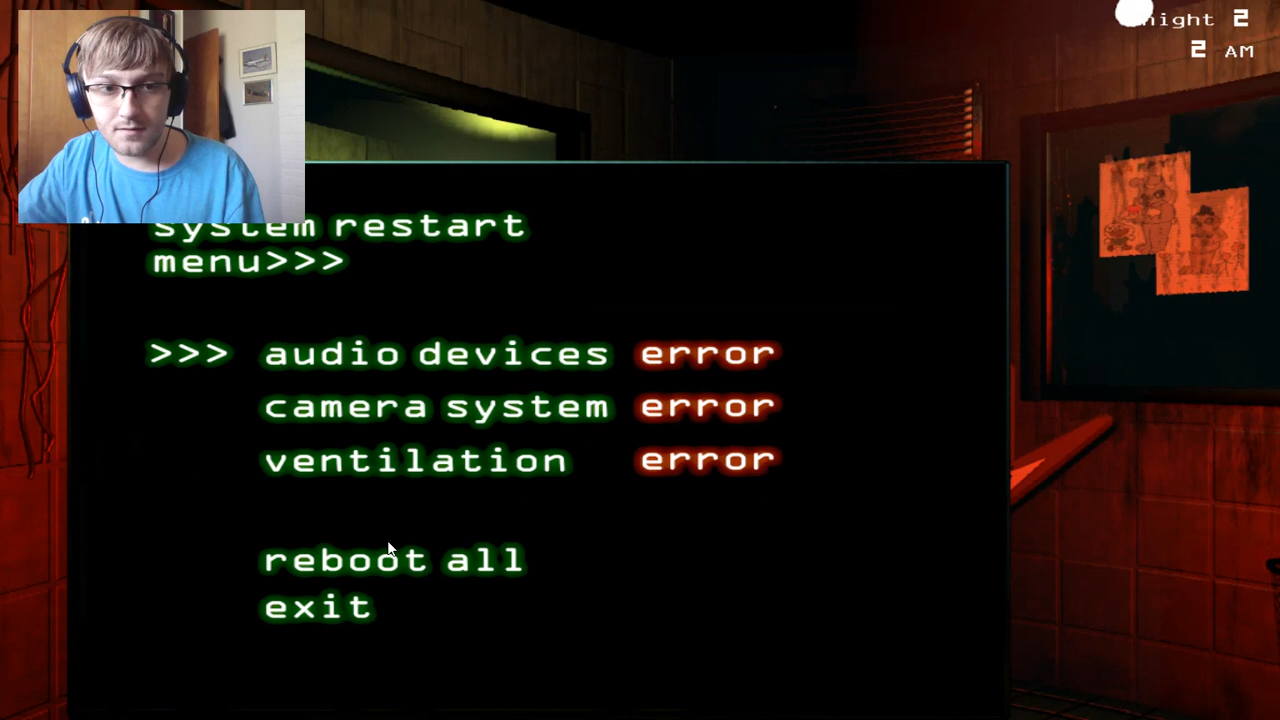 night 2
2 AM
system restart
menu>>>
>>> audio devices error
camera system error
ventilation error
reboot all
exit